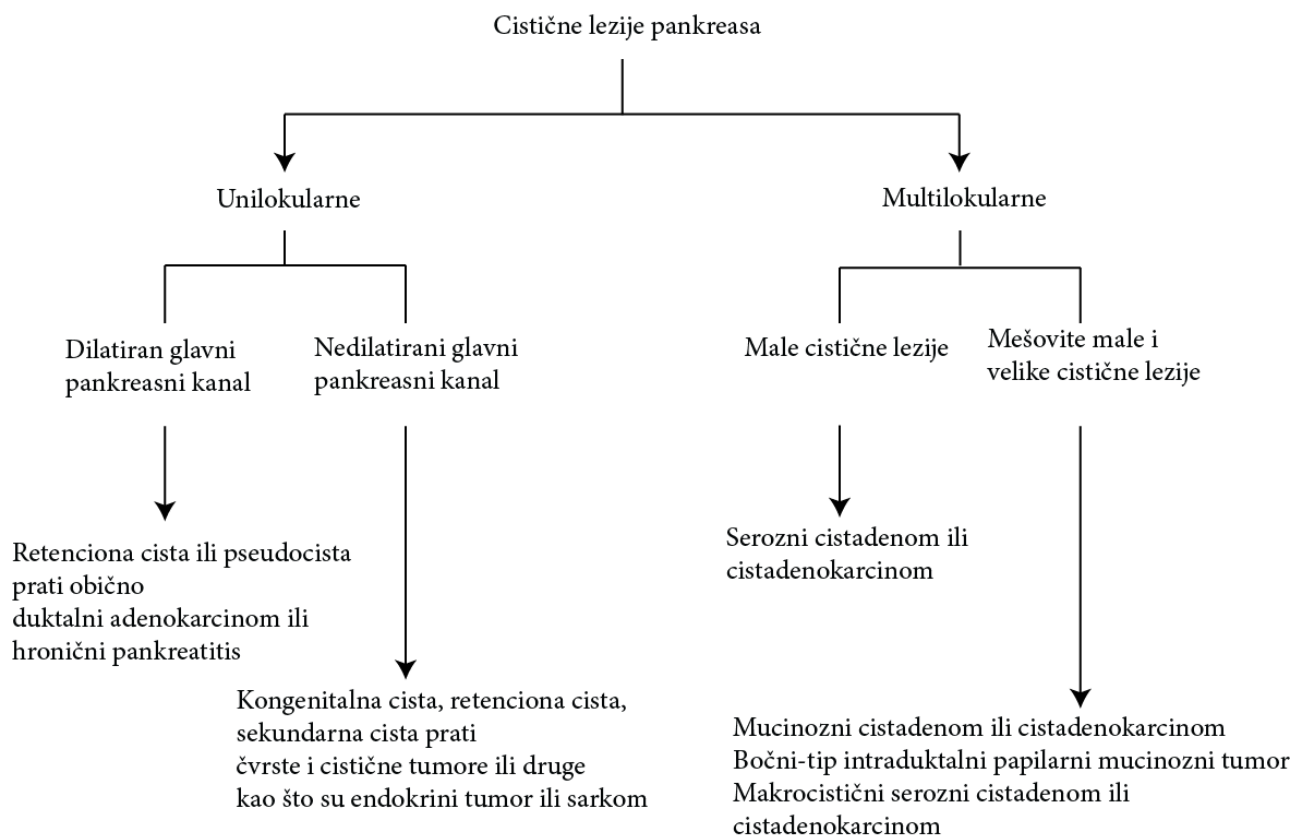 Cistične lezije pankreasa
Unilokularne
Multilokularne
Dilatiran glavni
pankreasni kanal
Nedilatirani glavni
pankreasni kanal
Male cistične lezije
Mešovite male i
velike cistične lezije
Retenciona cista ili pseudocista
prati obično
duktalni adenokarcinom ili
hronični pankreatitis
Kongenitalna cista, retenciona cista,
sekundarna cista prati
čvrste i cistične tumore ili druge
kao što su endokrini tumor ili sarkom
Serozni cistadenom ili
cistadenokarcinom
Mucinozni cistadenom ili cistadenokarcinom
Bočni-tip intraduktalni papilarni mucinozni tumor
Makrocistični serozni cistadenom ili
cistadenokarcinom